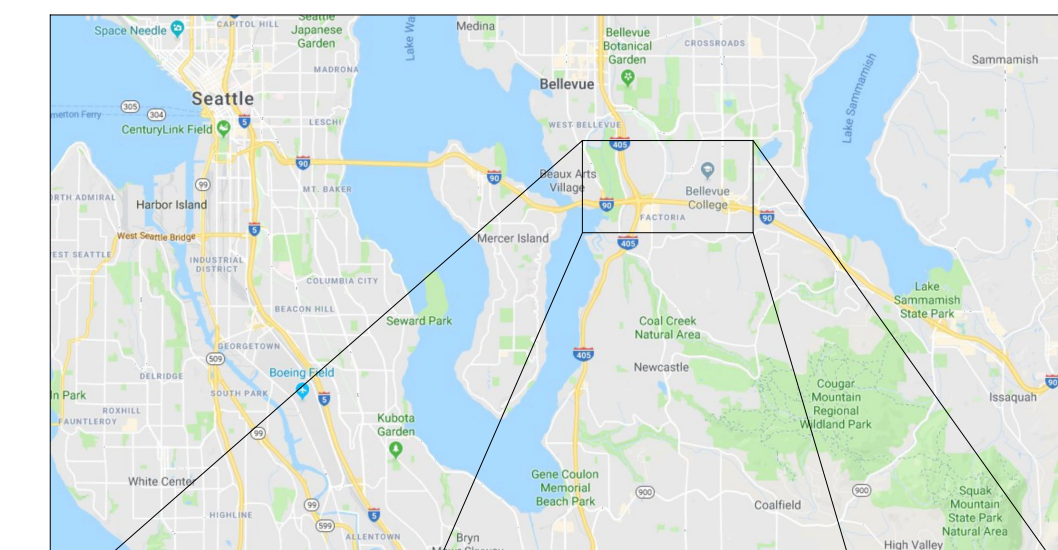 Space Needle
CAPITOL HILL
Seattle
Japanese
Garden
Lake Wa
Medina
Bellevue
Botanical
Garden
CROSSROADS
Sammamish
MADRONA
Bellevue
Lake Sammamish
Seattle
305
304
merton Ferry
CenturyLink Field
5
LESCHI
WEST BELLEVUE
405
90
90
Beaux Arts
Village
Bellevue
College
99
MT. BAKER
RTH ADMIRAL
Harbor Island
90
FACTORIA
90
5
West Seattle Bridge
Mercer Island
405
EST SEATTLE
INDUSTRIAL
DISTRICT
COLUMBIA CITY
Lake
Sammamish
State Park
BEACON HILL
Seward Park
Coal Creek
Natural Area
GEORGETOWN
509
405
Newcastle
DELRIDGE
Boeing Field
Cougar
Mountain
Regional
Wildland Park
90
Issaquah
ln Park
SOUTH PARK
5
ROXHILL
FAUNTLEROY
Kubota
Garden
99
White Center
Gene Coulon
Memorial
Beach Park
900
900
Coalfield
Squak
Mountain
State Park
Natural Area
99
HIGHLINE
5
599
ALLENTOWN
Bryn
High Valley